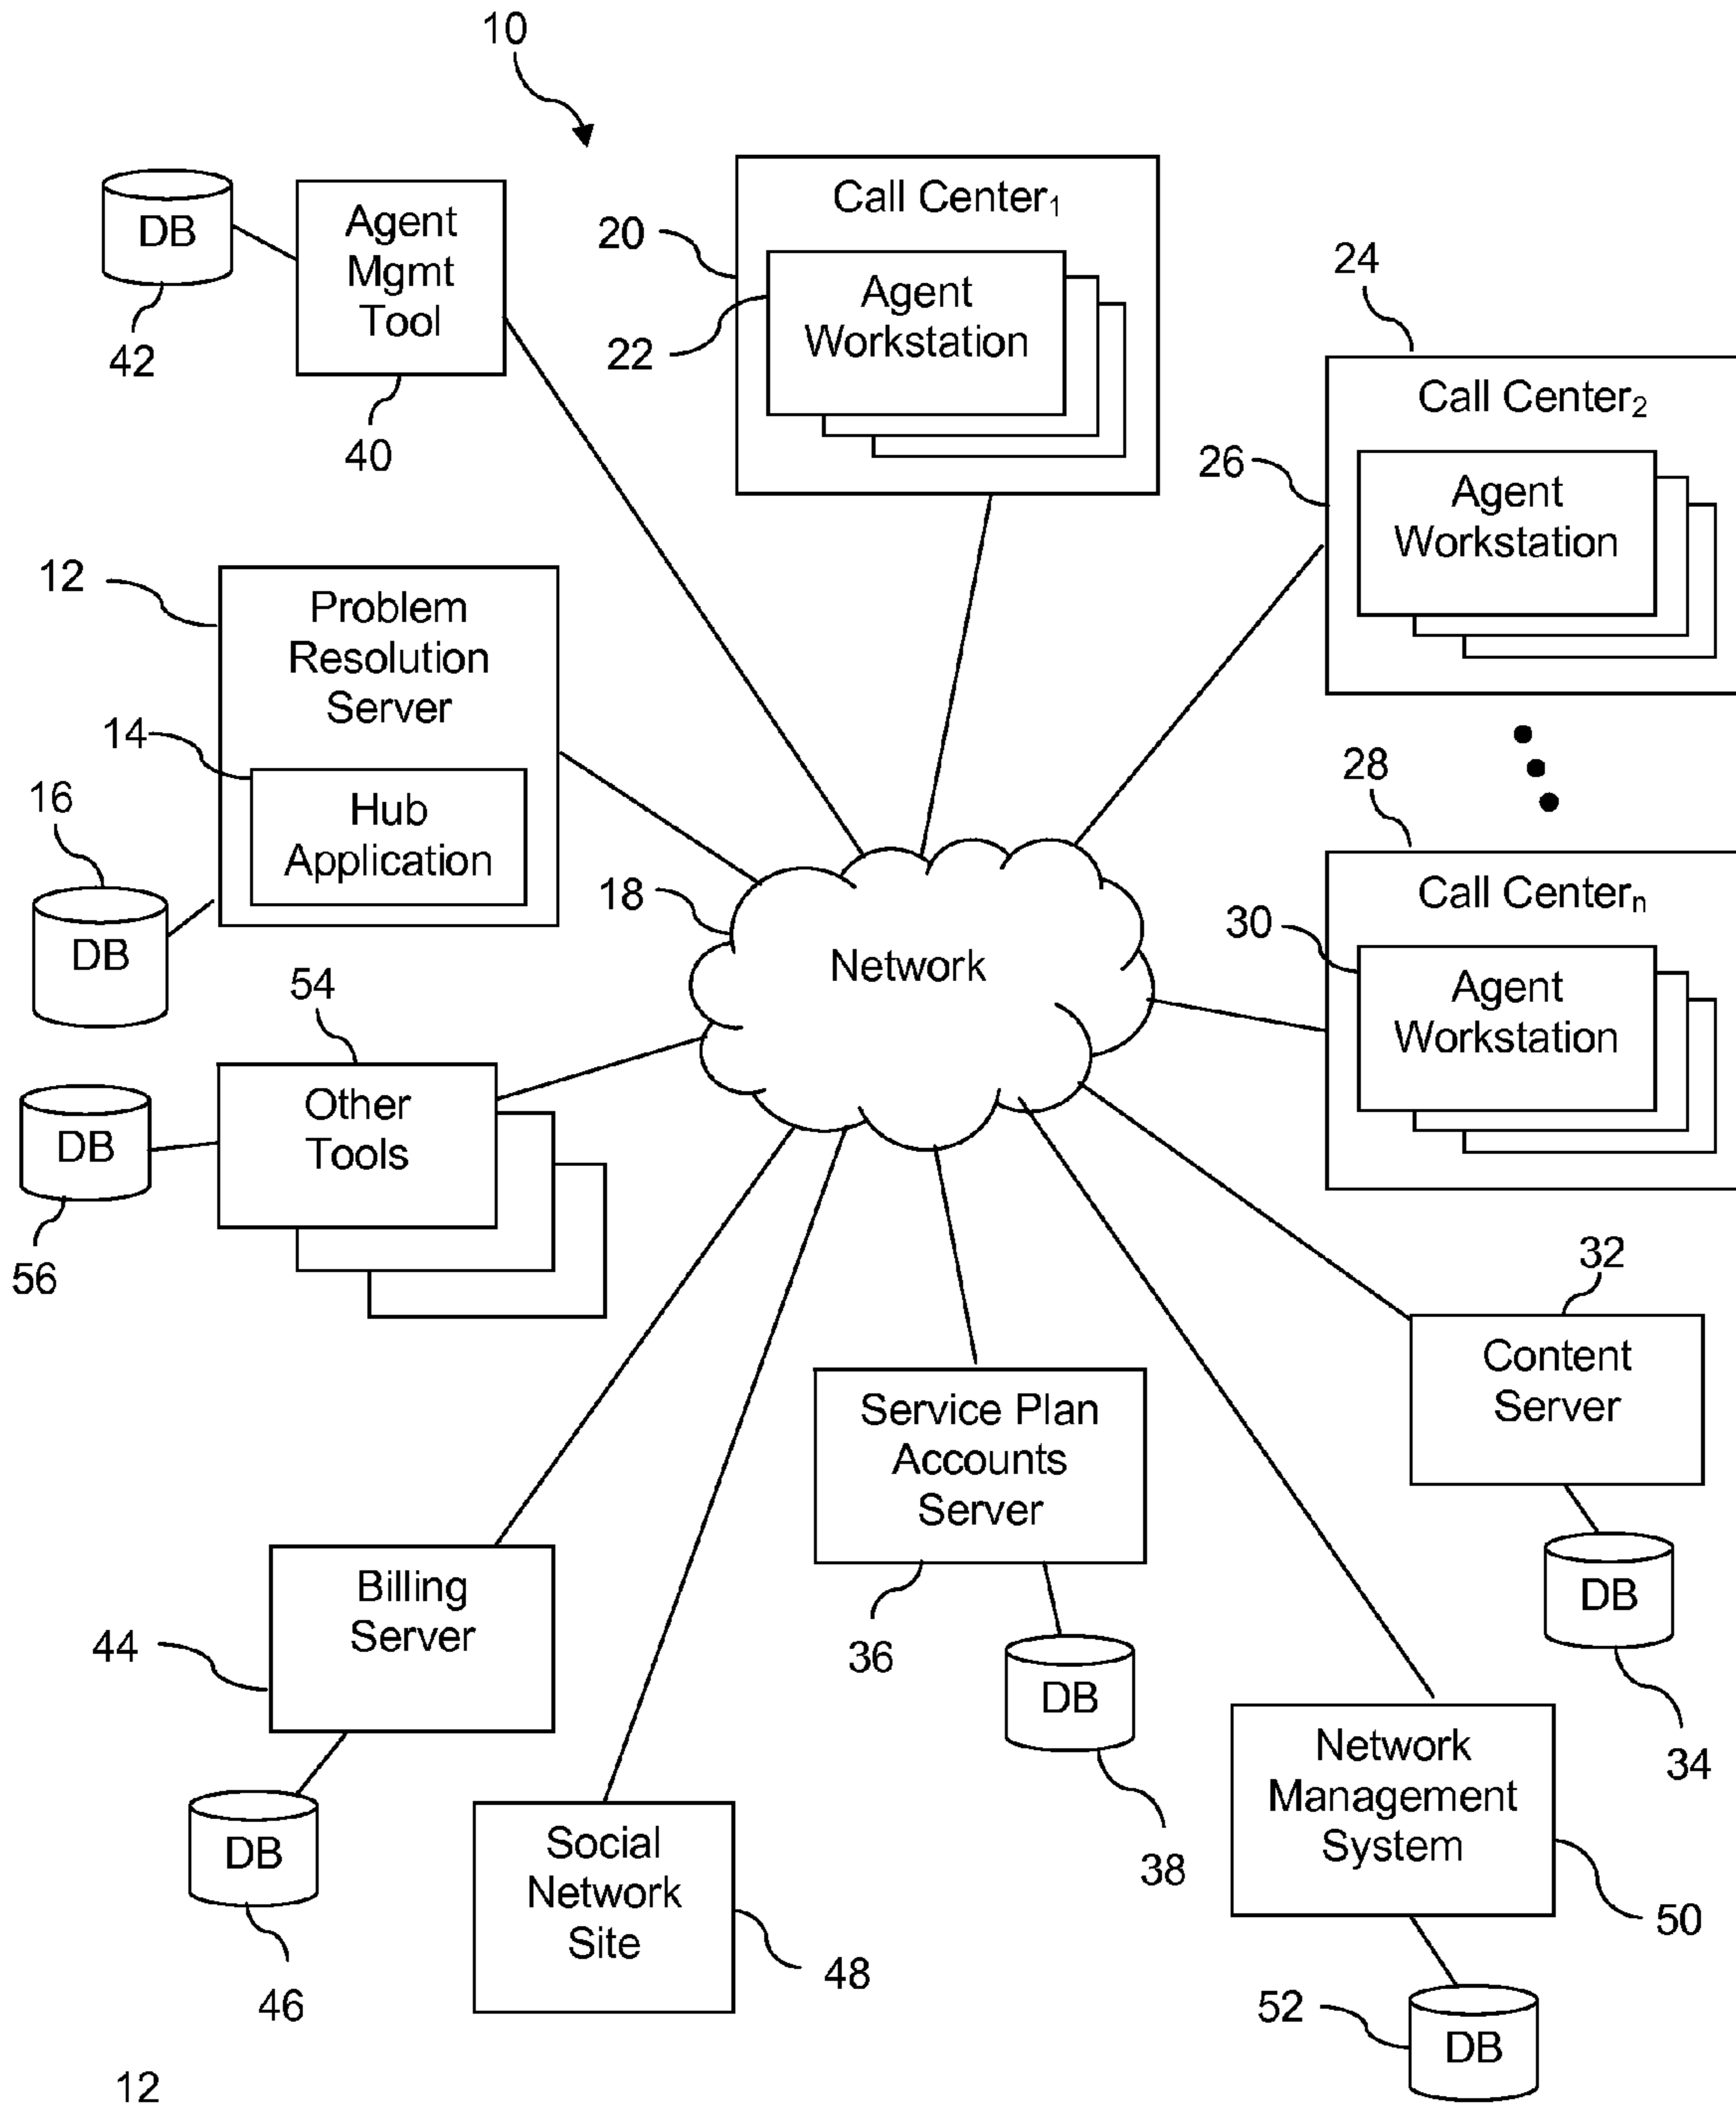 10
DB
42
Agent
Mgmt
Tool
40
Call Center₁
20
22
Agent
Workstation
24
Call Center₂
26
Agent
Workstation
12
Problem
Resolution
Server
14
Hub
Application
16
DB
18
Network
28
Call Centerₙ
30
Agent
Workstation
54
Other
Tools
DB
56
32
Content
Server
DB
34
Service Plan
Accounts
Server
36
DB
38
Billing
Server
44
DB
46
Social
Network
Site
48
Network
Management
System
50
52
DB
12